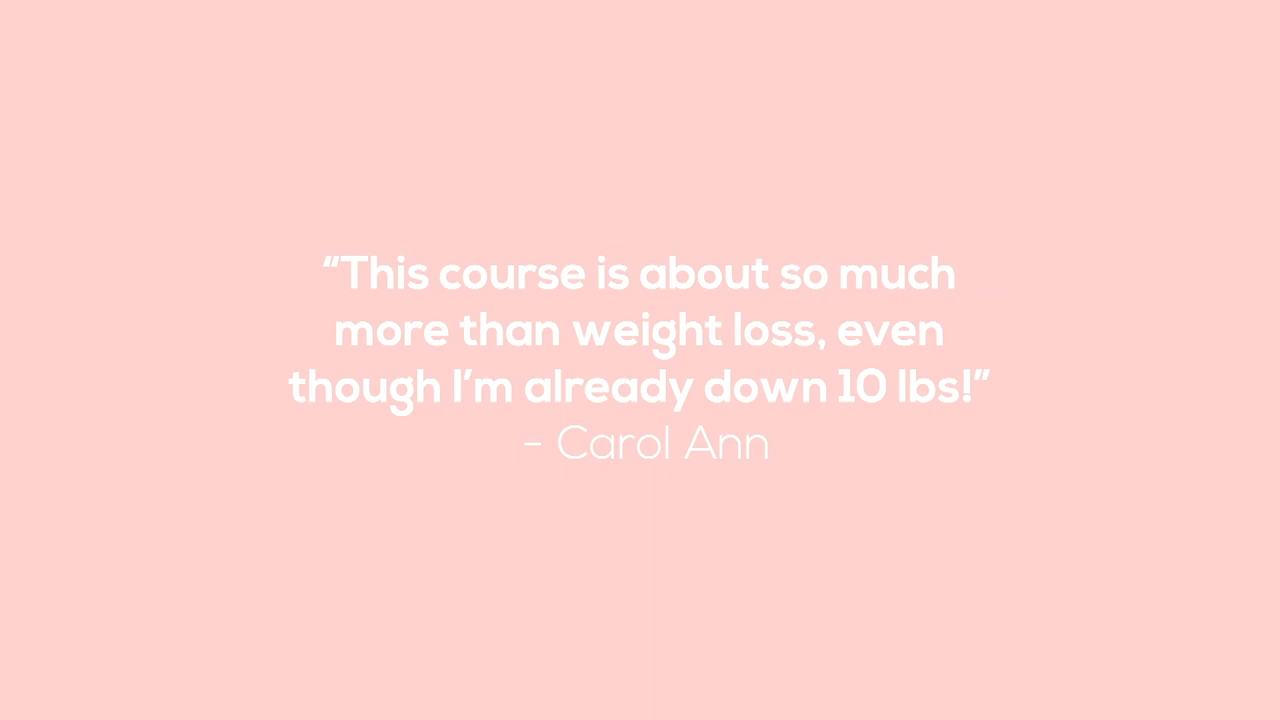 “This course is about so much
more than weight loss, even
though I’m already down 10 lbs!”
- Carol Ann